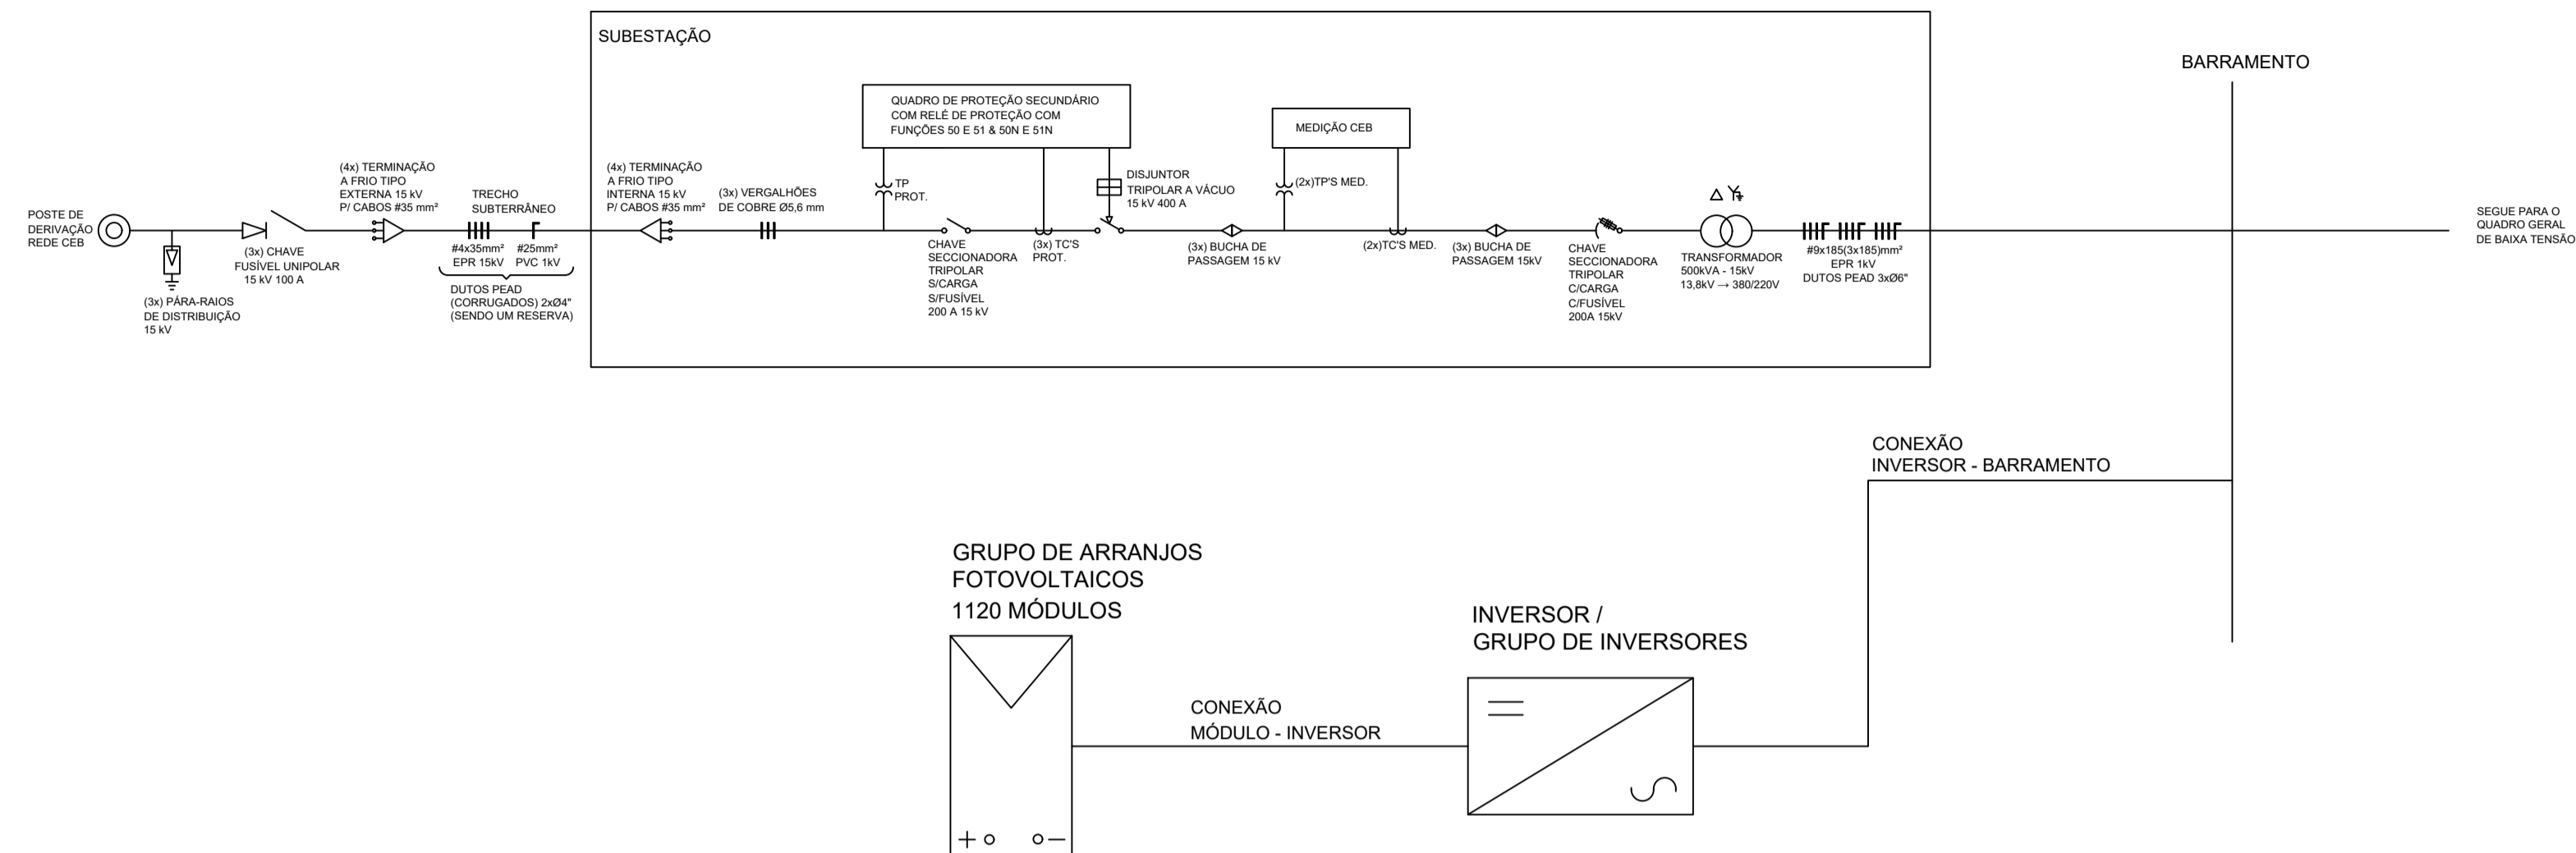 SUBESTAÇÃO
BARRAMENTO
QUADRO DE PROTEÇÃO SECUNDÁRIO
COM RELÉ DE PROTEÇÃO COM
FUNÇÕES 50 E 51 & 50N E 51N
MEDIÇÃO CEB
POSTE DE
DERIVAÇÃO
REDE CEB
(3x) PÁRA-RAIOS
DE DISTRIBUIÇÃO
15 kV
(3x) CHAVE
FUSÍVEL UNIPOLAR
15 kV 100 A
(4x) TERMINAÇÃO
A FRIO TIPO
EXTERNA 15 kV
P/ CABOS #35 mm²
TRECHO
SUBTERRÂNEO
#4x35mm²
EPR 15kV
#25mm²
PVC 1kV
DUTOS PEAD
(CORRUGADOS) 2xØ4"
(SENDO UM RESERVA)
(4x) TERMINAÇÃO
A FRIO TIPO
INTERNA 15 kV
P/ CABOS #35 mm²
(3x) VERGALHÕES
DE COBRE Ø5,6 mm
TP
PROT.
CHAVE
SECCIONADORA
TRIPOLAR
S/CARGA
S/FUSÍVEL
200 A 15 kV
(3x) TC'S
PROT.
DISJUNTOR
TRIPOLAR A VÁCUO
15 kV 400 A
(3x) BUCHA DE
PASSAGEM 15 kV
(2x)TP'S MED.
(2x)TC'S MED.
(3x) BUCHA DE
PASSAGEM 15kV
CHAVE
SECCIONADORA
TRIPOLAR
C/CARGA
C/FUSÍVEL
200A 15kV
TRANSFORMADOR
500kVA - 15kV
13,8kV → 380/220V
#9x185(3x185)mm²
EPR 1kV
DUTOS PEAD 3xØ6"
SEGUE PARA O
QUADRO GERAL
DE BAIXA TENSÃO
CONEXÃO
INVERSOR - BARRAMENTO
GRUPO DE ARRANJOS
FOTOVOLTAICOS
1120 MÓDULOS
INVERSOR /
GRUPO DE INVERSORES
CONEXÃO
MÓDULO - INVERSOR